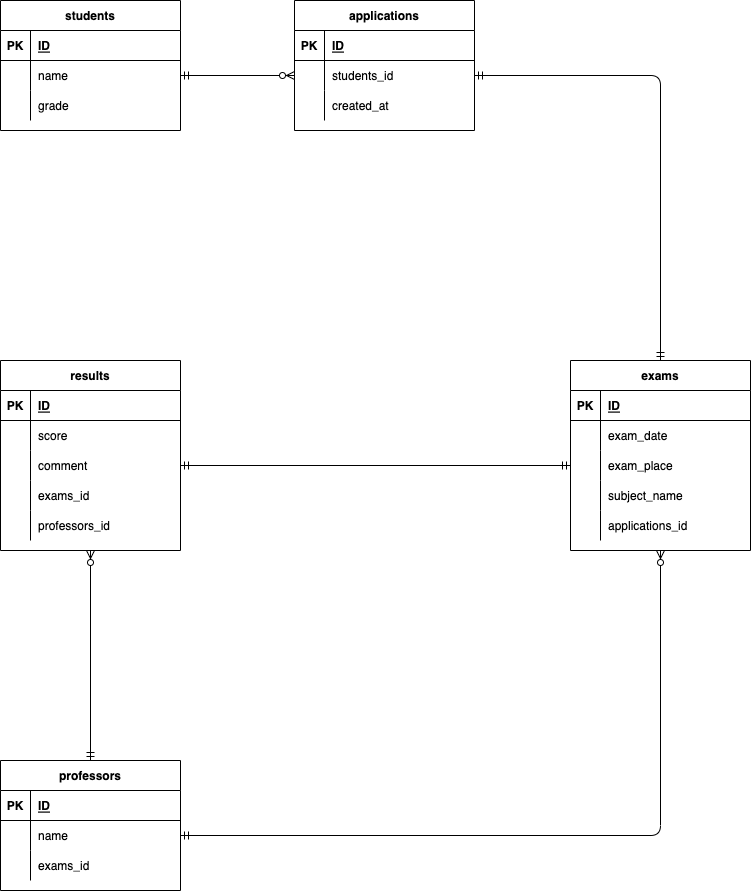 students
PK ID
name
grade
applications
PK ID
students_id
created_at
results
PK ID
score
comment
exams_id
professors_id
exams
PK ID
exam_date
exam_place
subject_name
applications_id
professors
PK ID
name
exams_id